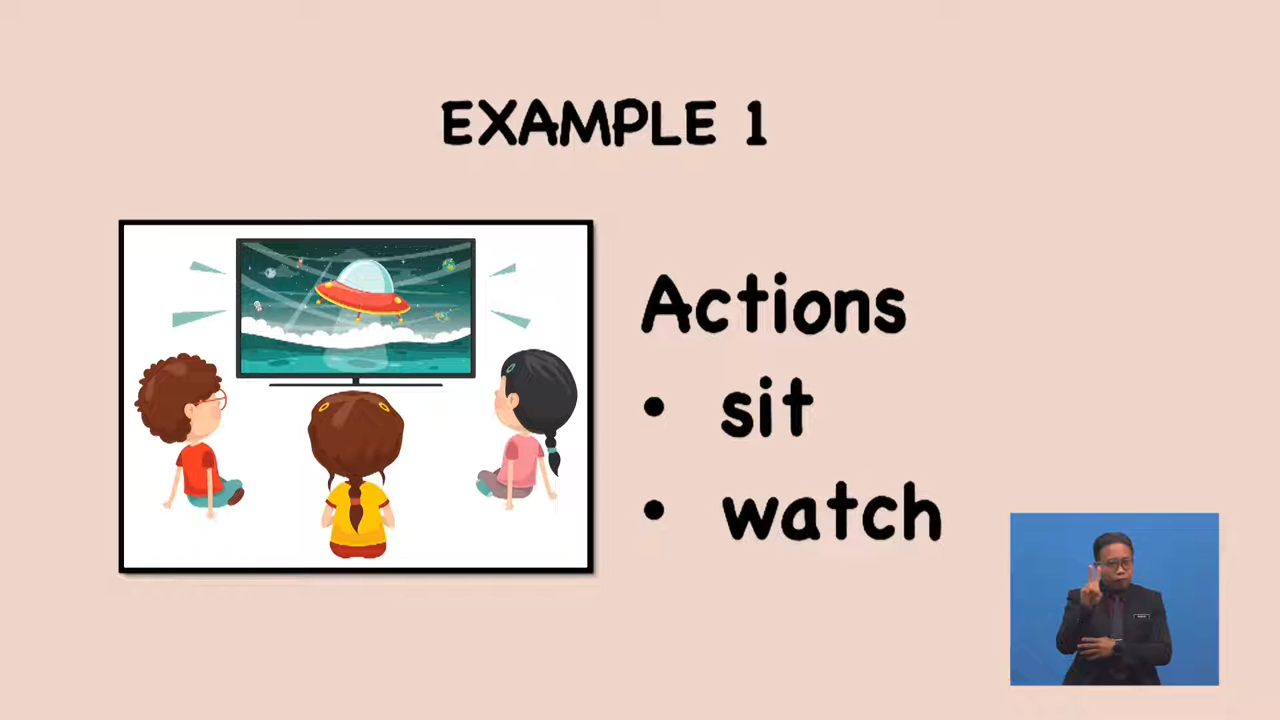 EXAMPLE 1
Actions
• sit
• watch